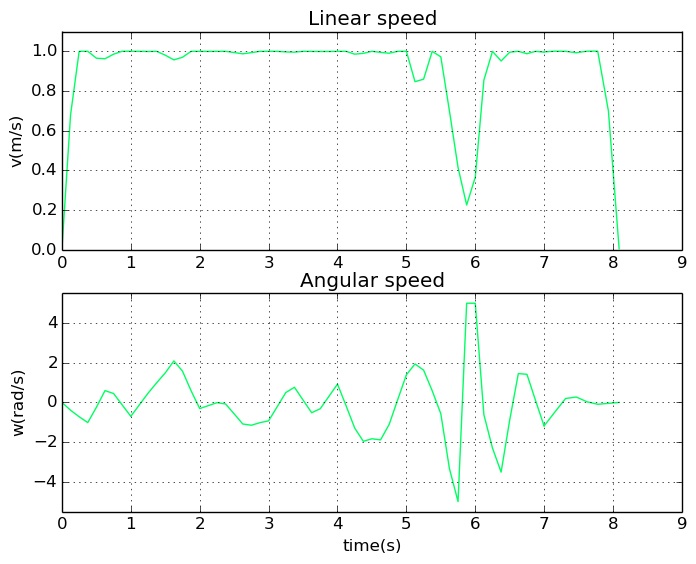 Linear speed
v(m/s)
1.0
0.8
0.6
0.4
0.2
0.0
0 1 2 3 4 5 6 7 8 9
Angular speed
w(rad/s)
4
2
0
−2
−4
0 1 2 3 4 5 6 7 8 9
time(s)